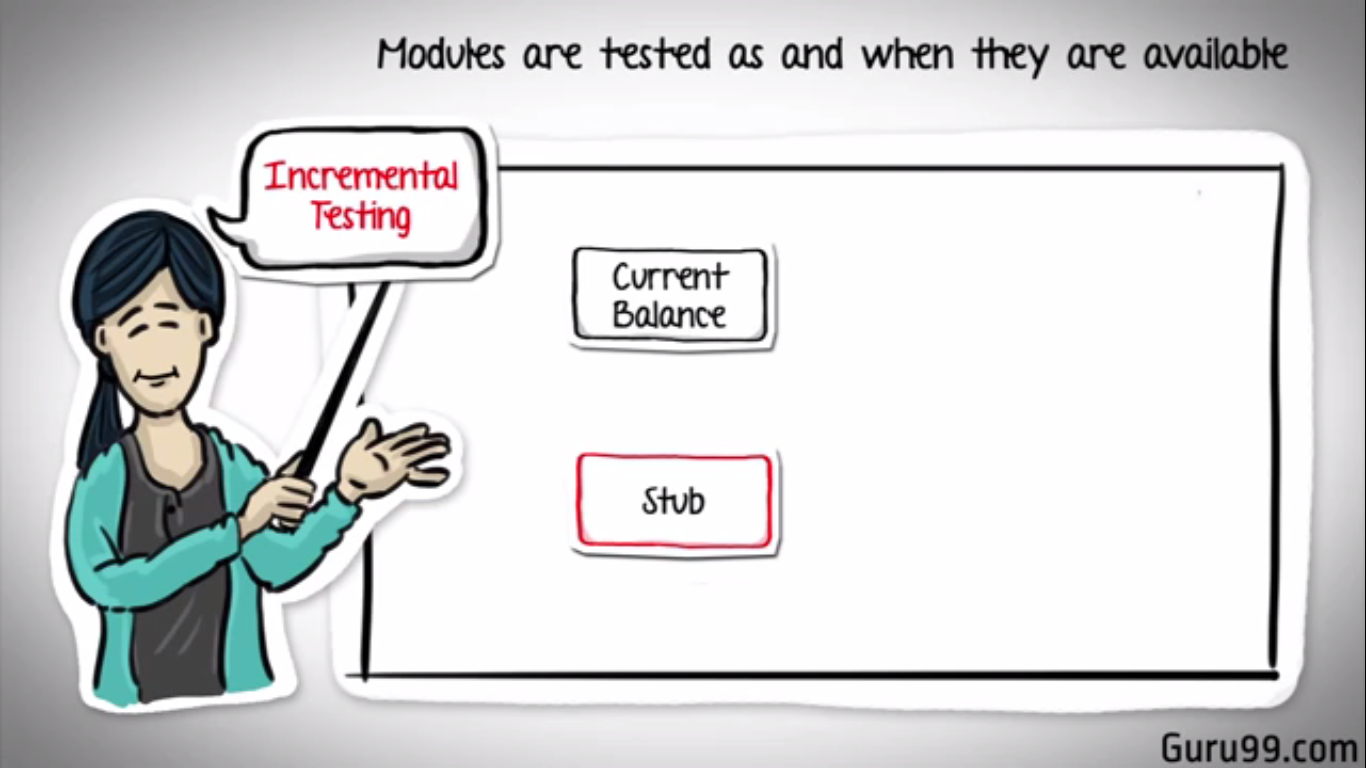 Modules are tested as and when they are available
Incremental
Testing
Current
Balance
Stub
Guru99.com